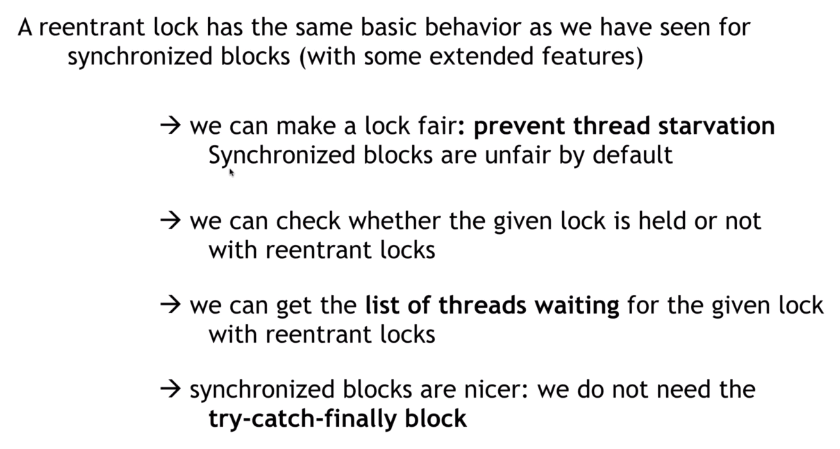 A reentrant lock has the same basic behavior as we have seen for
synchronized blocks (with some extended features)
→ we can make a lock fair: prevent thread starvation
Synchronized blocks are unfair by default
→ we can check whether the given lock is held or not
with reentrant locks
→ we can get the list of threads waiting for the given lock
with reentrant locks
→ synchronized blocks are nicer: we do not need the
try-catch-finally block